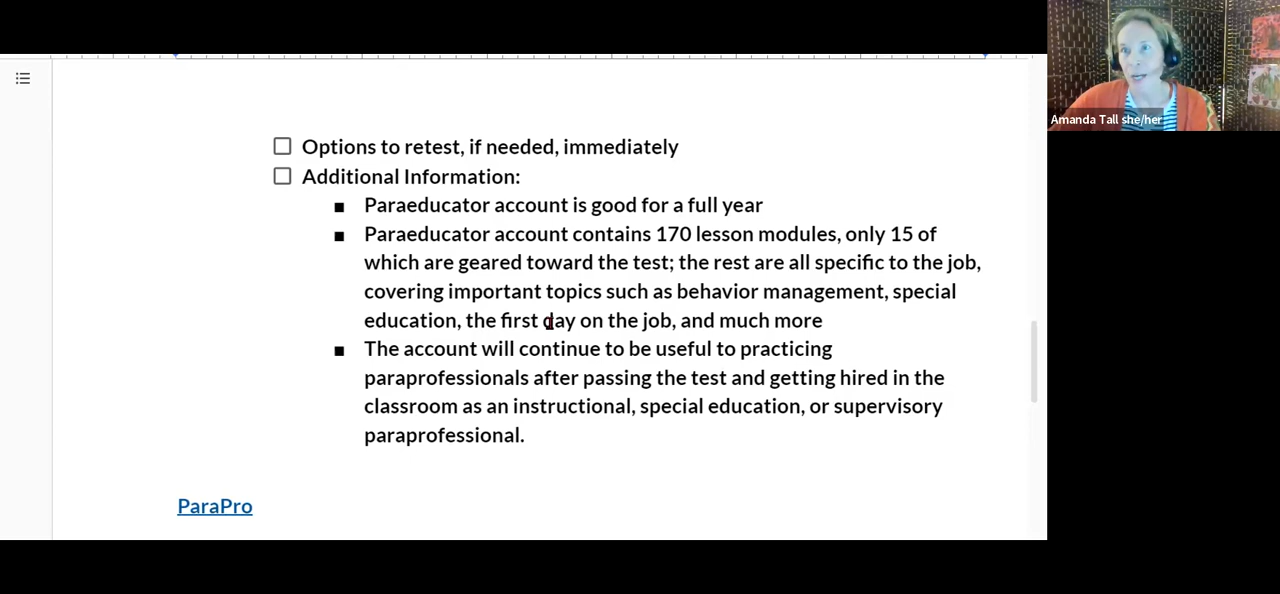 Amanda Tall she/her
Options to retest, if needed, immediately
Additional Information:
Paraeducator account is good for a full year
Paraeducator account contains 170 lesson modules, only 15 of
which are geared toward the test; the rest are all specific to the job,
covering important topics such as behavior management, special
education, the first day on the job, and much more
The account will continue to be useful to practicing
paraprofessionals after passing the test and getting hired in the
classroom as an instructional, special education, or supervisory
paraprofessional.
ParaPro